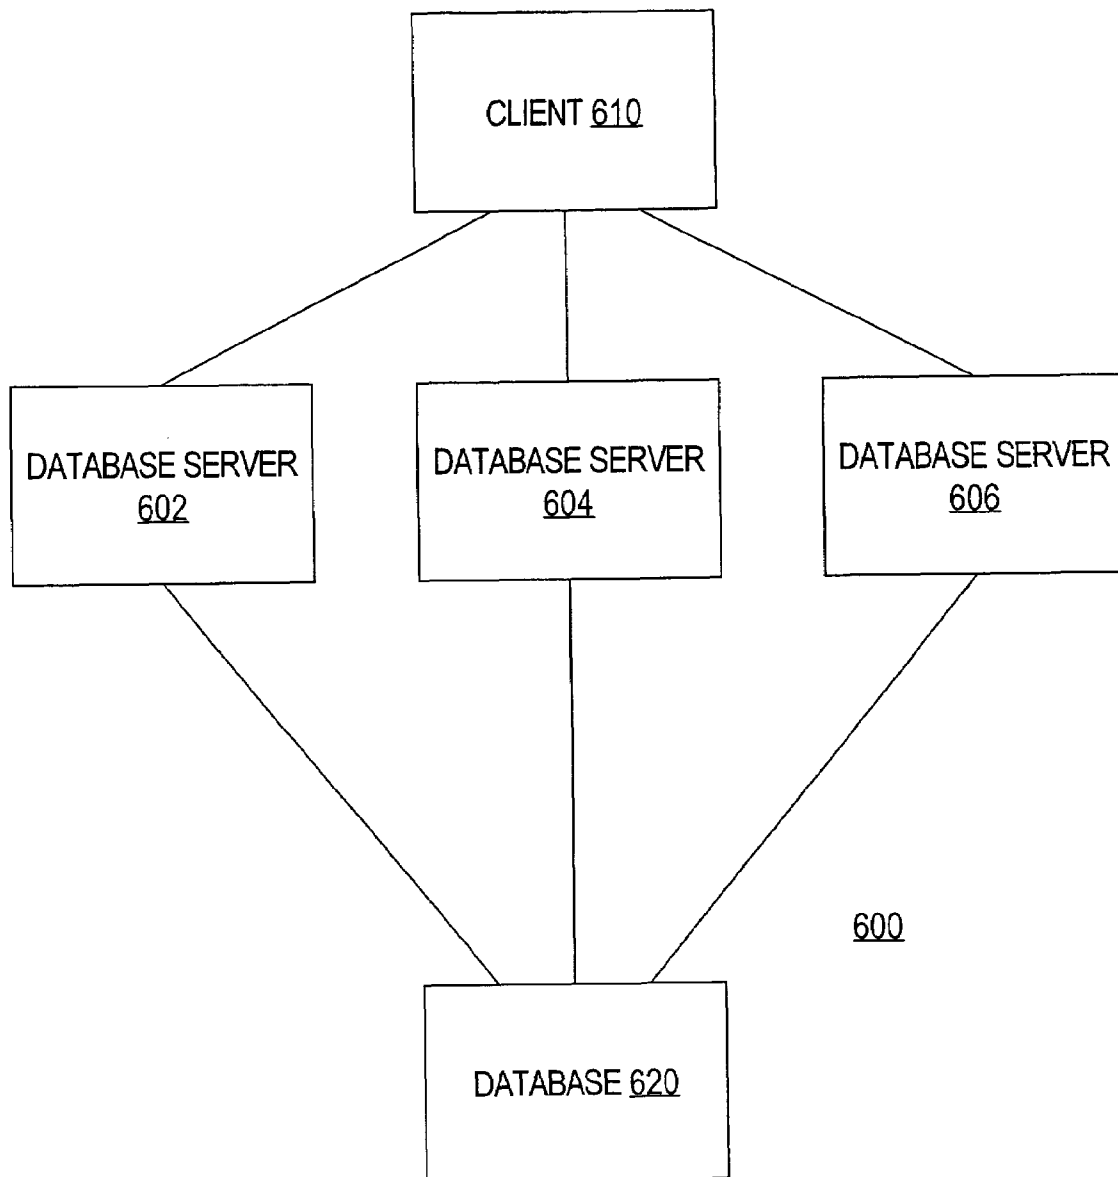 CLIENT 610
DATABASE SERVER
602
DATABASE SERVER
604
DATABASE SERVER
606
600
DATABASE 620